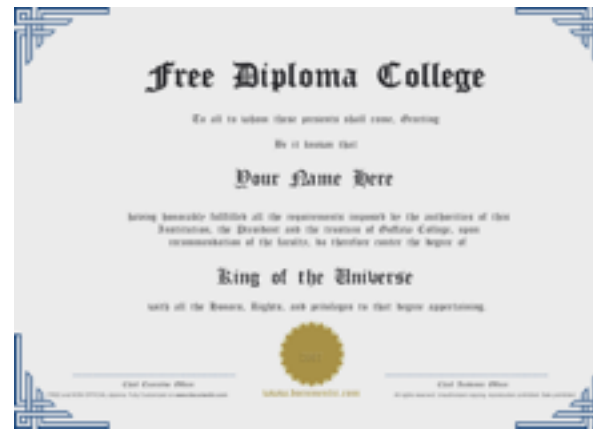 Free Diploma College
To all to whom these presents shall come, Greeting
Be it known that
Your Name Here
having honorably fulfilled all the requirements imposed by the authorities of this
Institution, the President and the trustees of College, upon
recommendation of the faculty, do therefore confer the degree of
King of the Universe
with all the Honors, Rights, and privileges to that degree appertaining.
Chief Executive Officer
Chief Academic Officer